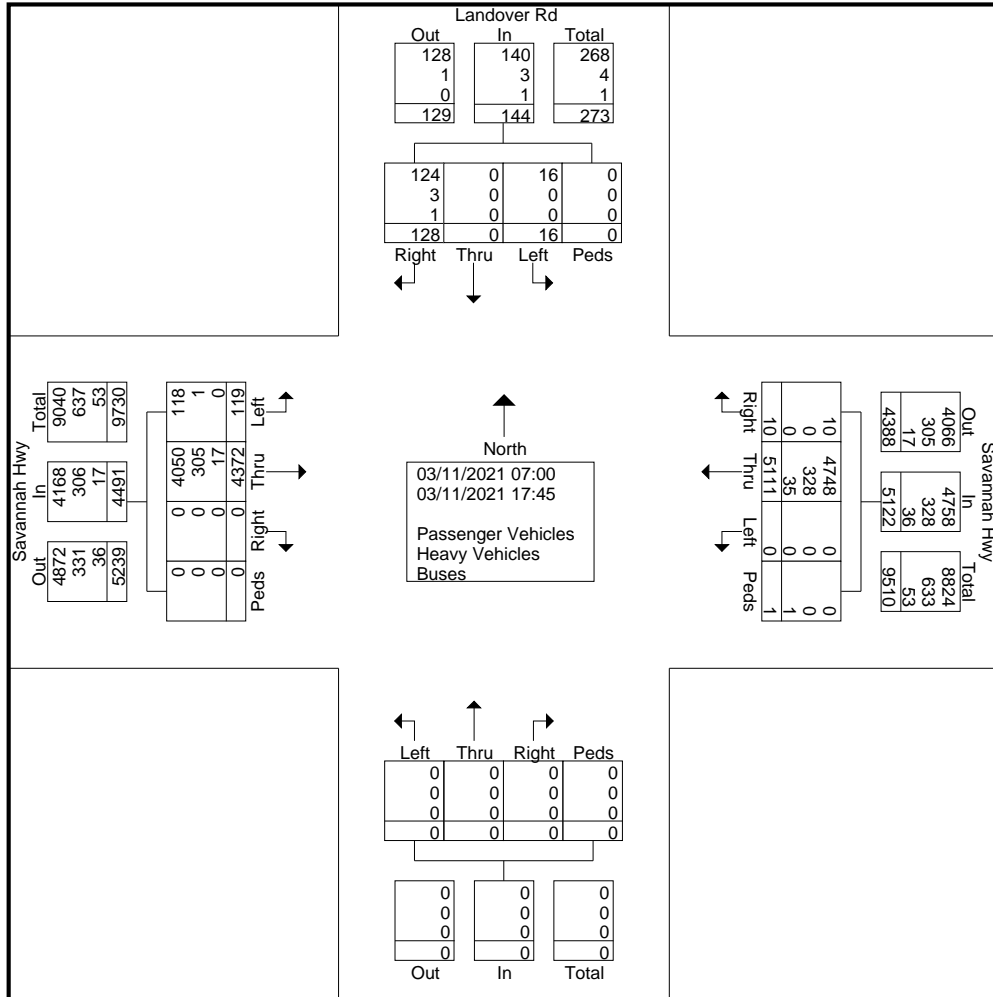 Landover Rd
Out In Total
128 140 268
1 3 4
0 1 1
129 144 273
124 0 16 0
3 0 0 0
1 0 0 0
128 0 16 0
Right Thru Left Peds
Savannah Hwy
Total In Out
9040 4168 4872
637 306 331
53 17 36
9730 4491 5239
118 4050 0 0
1 305 0 0
0 17 0 0
119 4372 0 0
Left Thru Right Peds
North
03/11/2021 07:00
03/11/2021 17:45
Passenger Vehicles
Heavy Vehicles
Buses
Right Thru Left Peds
10 4748 0 0
0 328 0 0
0 35 0 1
10 5111 0 1
Savannah Hwy
Out In Total
4066 4758 8824
305 328 633
17 36 53
4388 5122 9510
Left Thru Right Peds
0 0 0 0
0 0 0 0
0 0 0 0
0 0 0 0
0 0 0
0 0 0
0 0 0
0 0 0
Out In Total